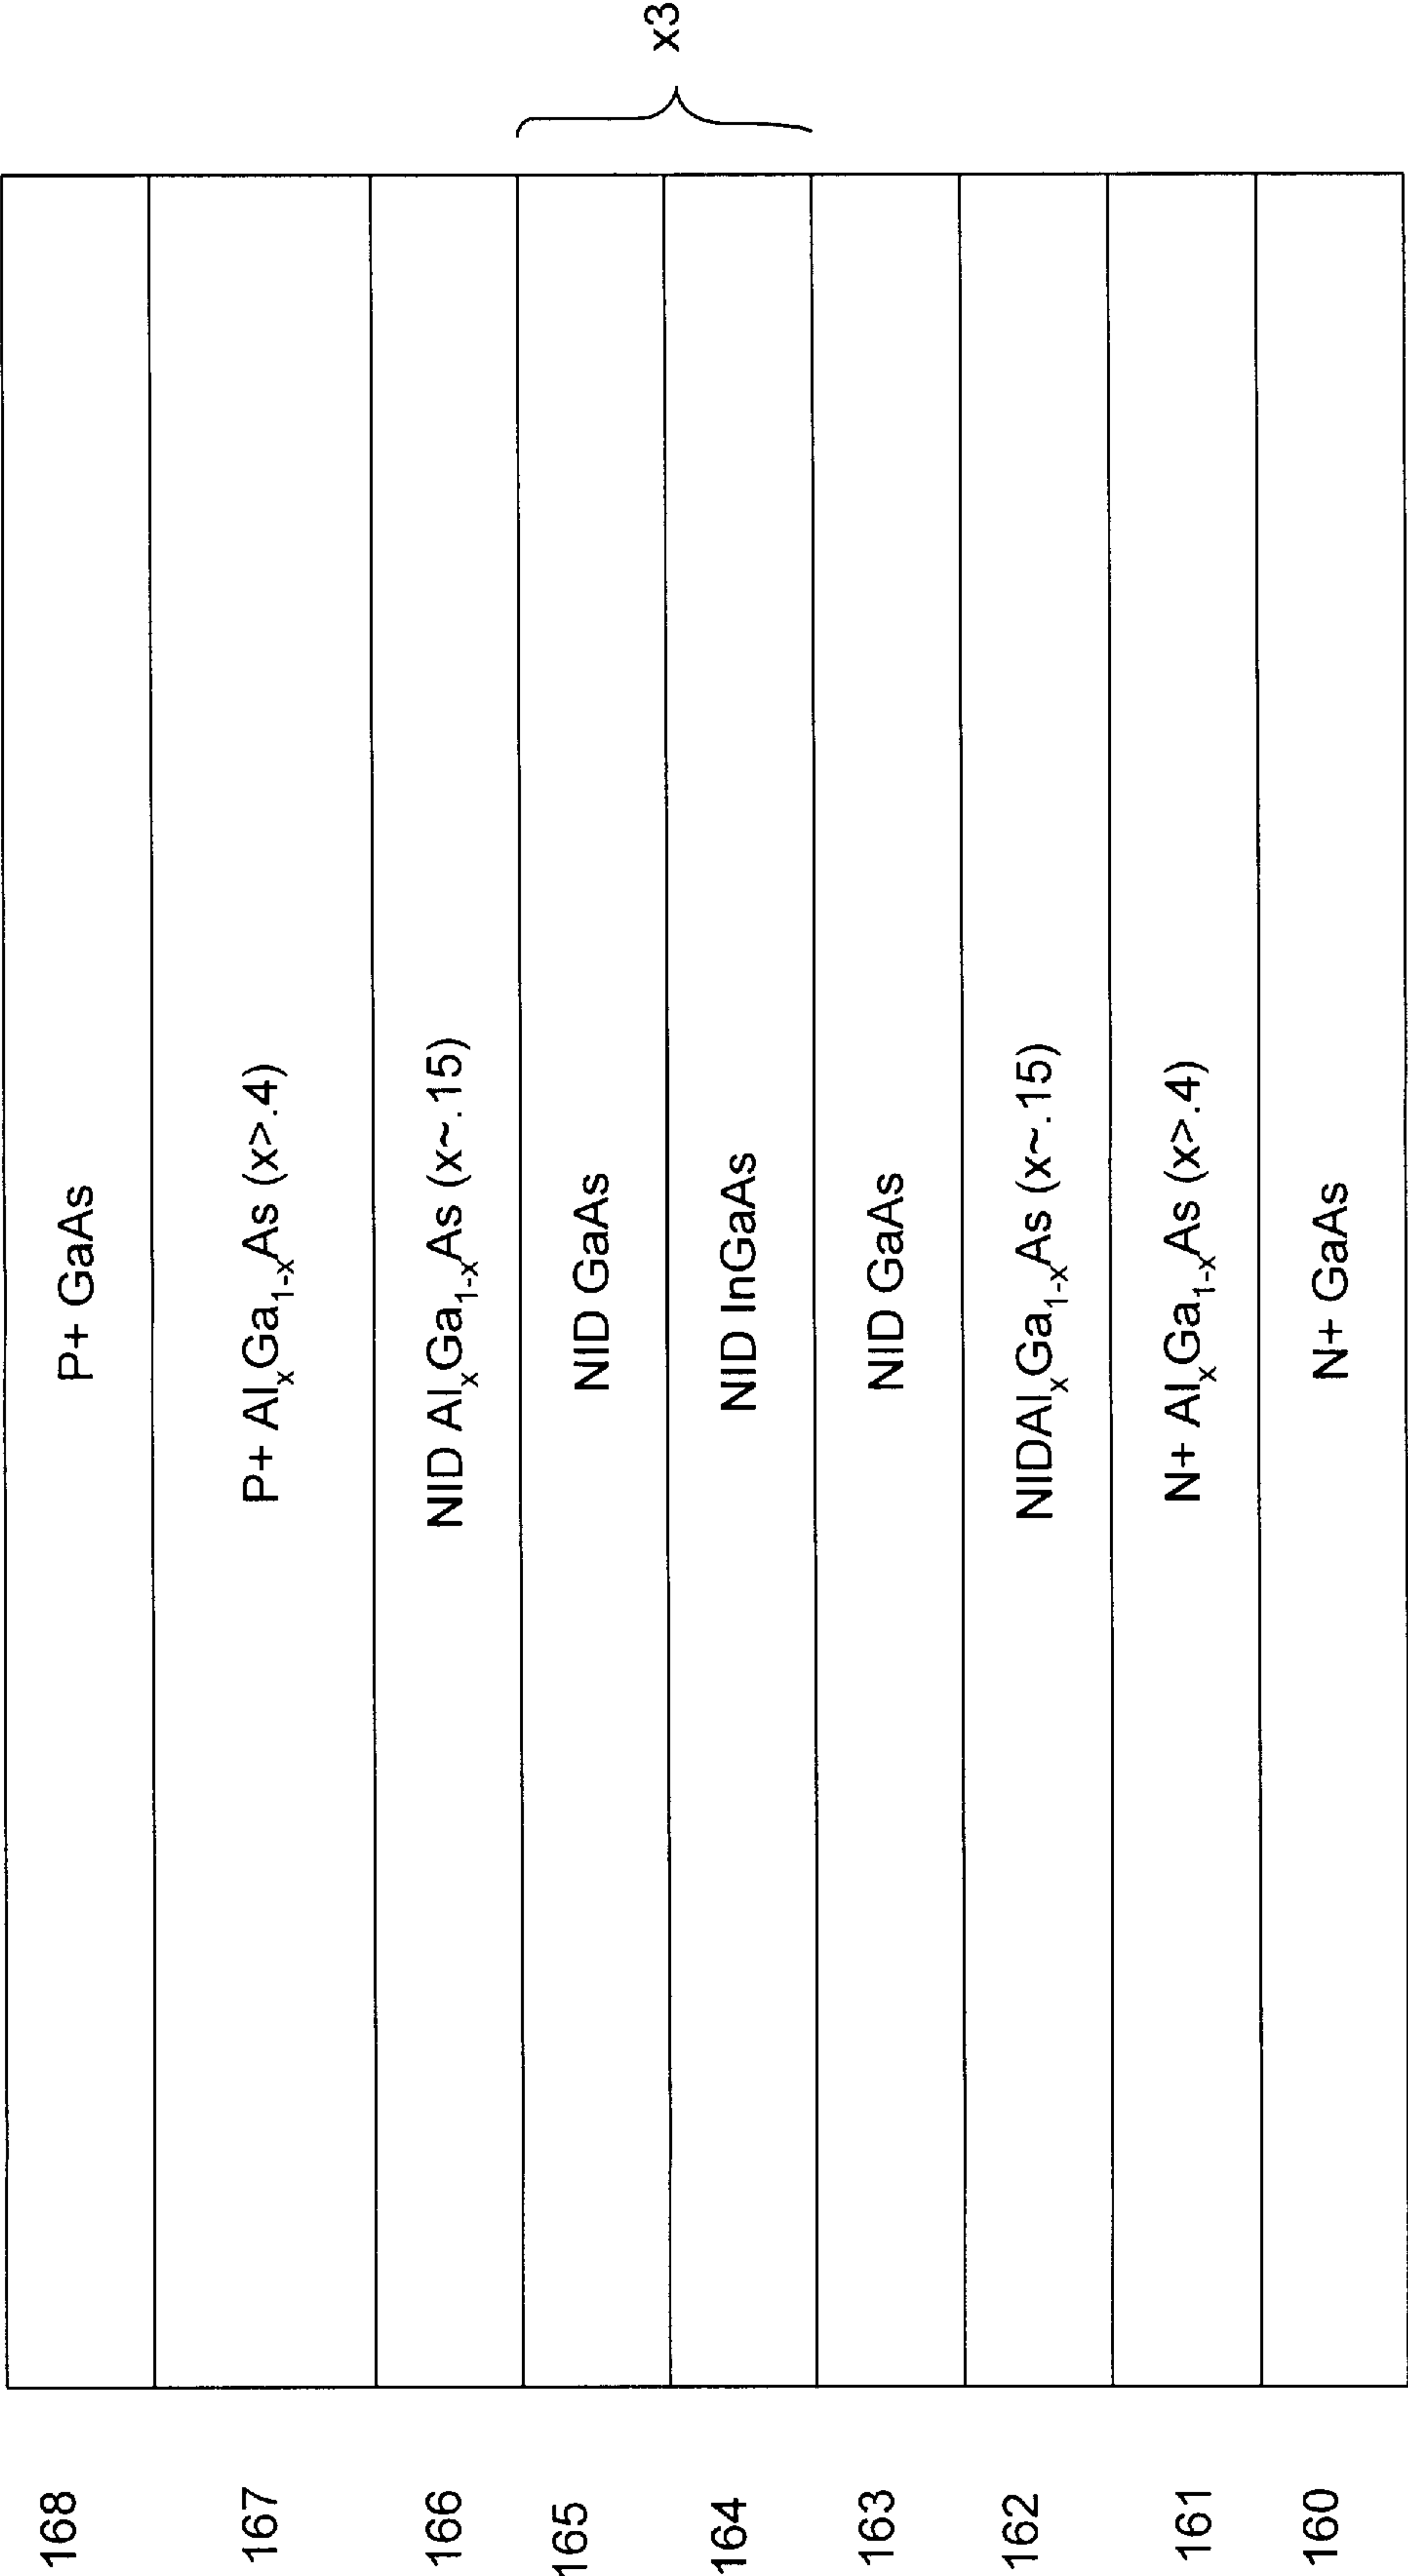 168 P+ GaAs
167 P+ AlₓGa₁₋ₓAs (x>.4)
166 NID AlₓGa₁₋ₓAs (x~.15)
165 NID GaAs
x3
164 NID InGaAs
163 NID GaAs
162 NIDAlₓGa₁₋ₓAs (x~.15)
161 N+ AlₓGa₁₋ₓAs (x>.4)
160 N+ GaAs